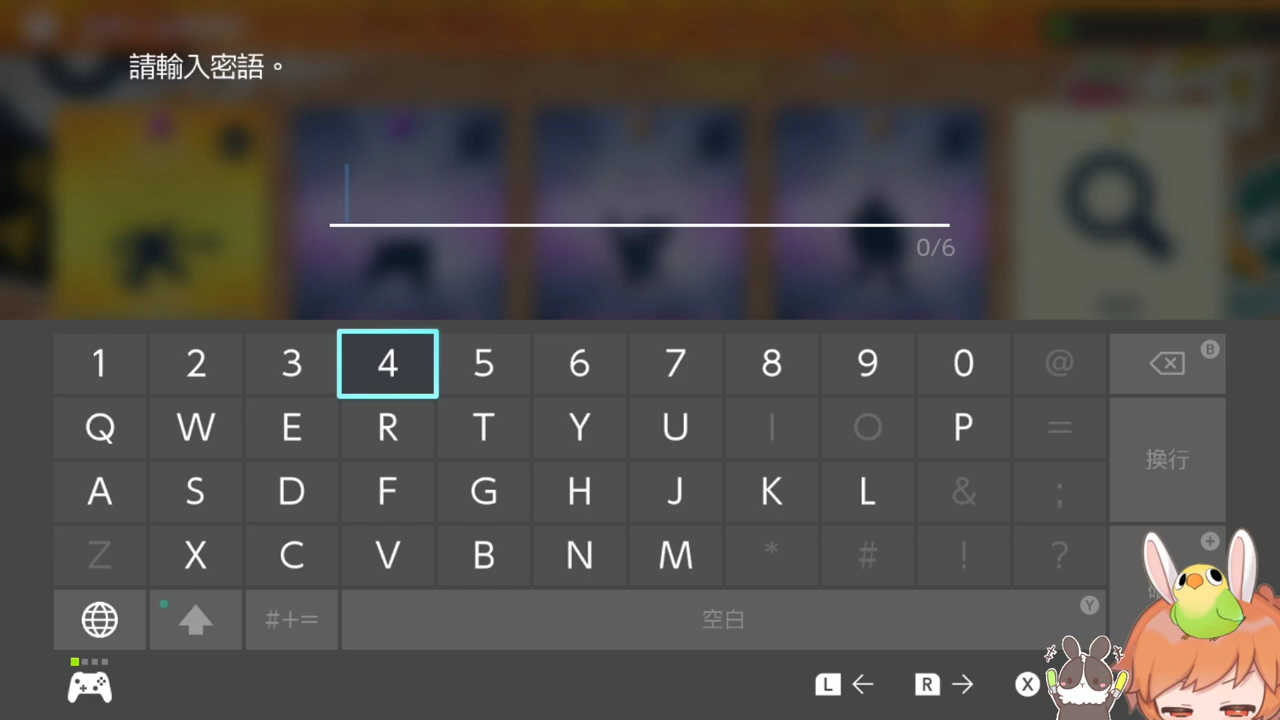 請輸入密語。
0/6
1 2 3 4 5 6 7 8 9 0 @ B
Q W E R T Y U I O P =
換行
A S D F G H J K L & ;
Z X C V B N M * # ! ? +
#+= 空白 Y
L ← R → X